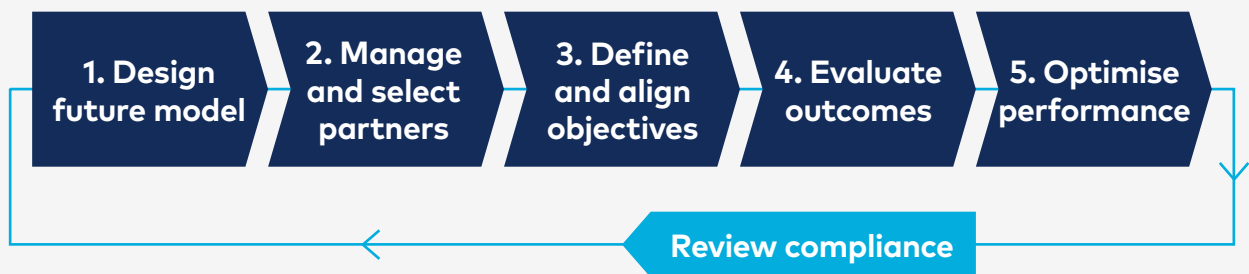 1. Design
future model
2. Manage
and select
partners
3. Define
and align
objectives
4. Evaluate
outcomes
5. Optimise
performance
Review compliance